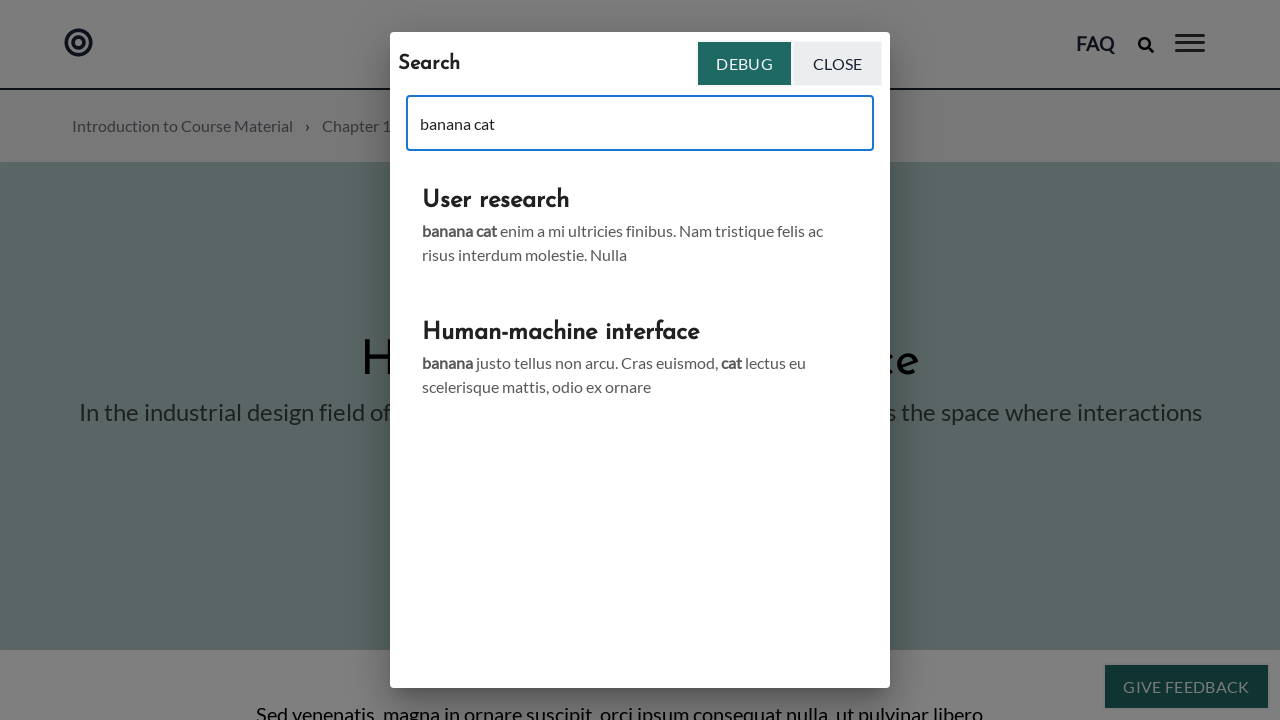 FAQ
Introduction to Course Material › Chapter 1
Search
DEBUG
CLOSE
banana cat
User research
banana cat enim a mi ultricies finibus. Nam tristique felis ac
risus interdum molestie. Nulla
Human-machine interface
banana justo tellus non arcu. Cras euismod, cat lectus eu
scelerisque mattis, odio ex ornare
In the industrial design field of
s the space where interactions
GIVE FEEDBACK
Sed venenatis, magna in ornare suscipit, orci ipsum consequat nulla, ut pulvinar libero